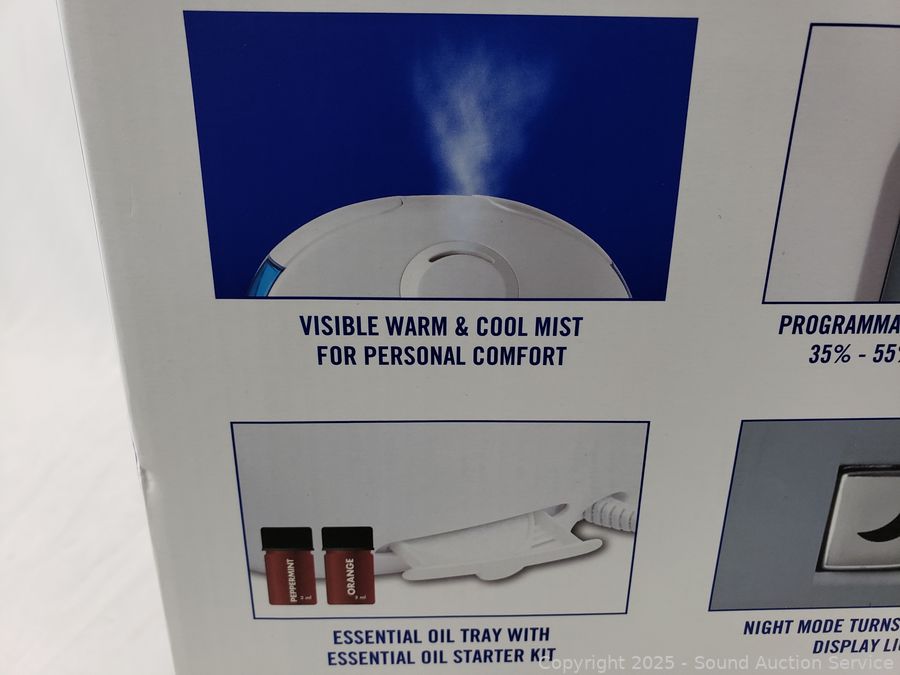 VISIBLE WARM & COOL MIST
FOR PERSONAL COMFORT
PROGRAMMA
35% - 55%
PEPPERMINT
ORANGE
ESSENTIAL OIL TRAY WITH
ESSENTIAL OIL STARTER KIT
NIGHT MODE TURNS
DISPLAY LI
Copyright 2025 - Sound Auction Service